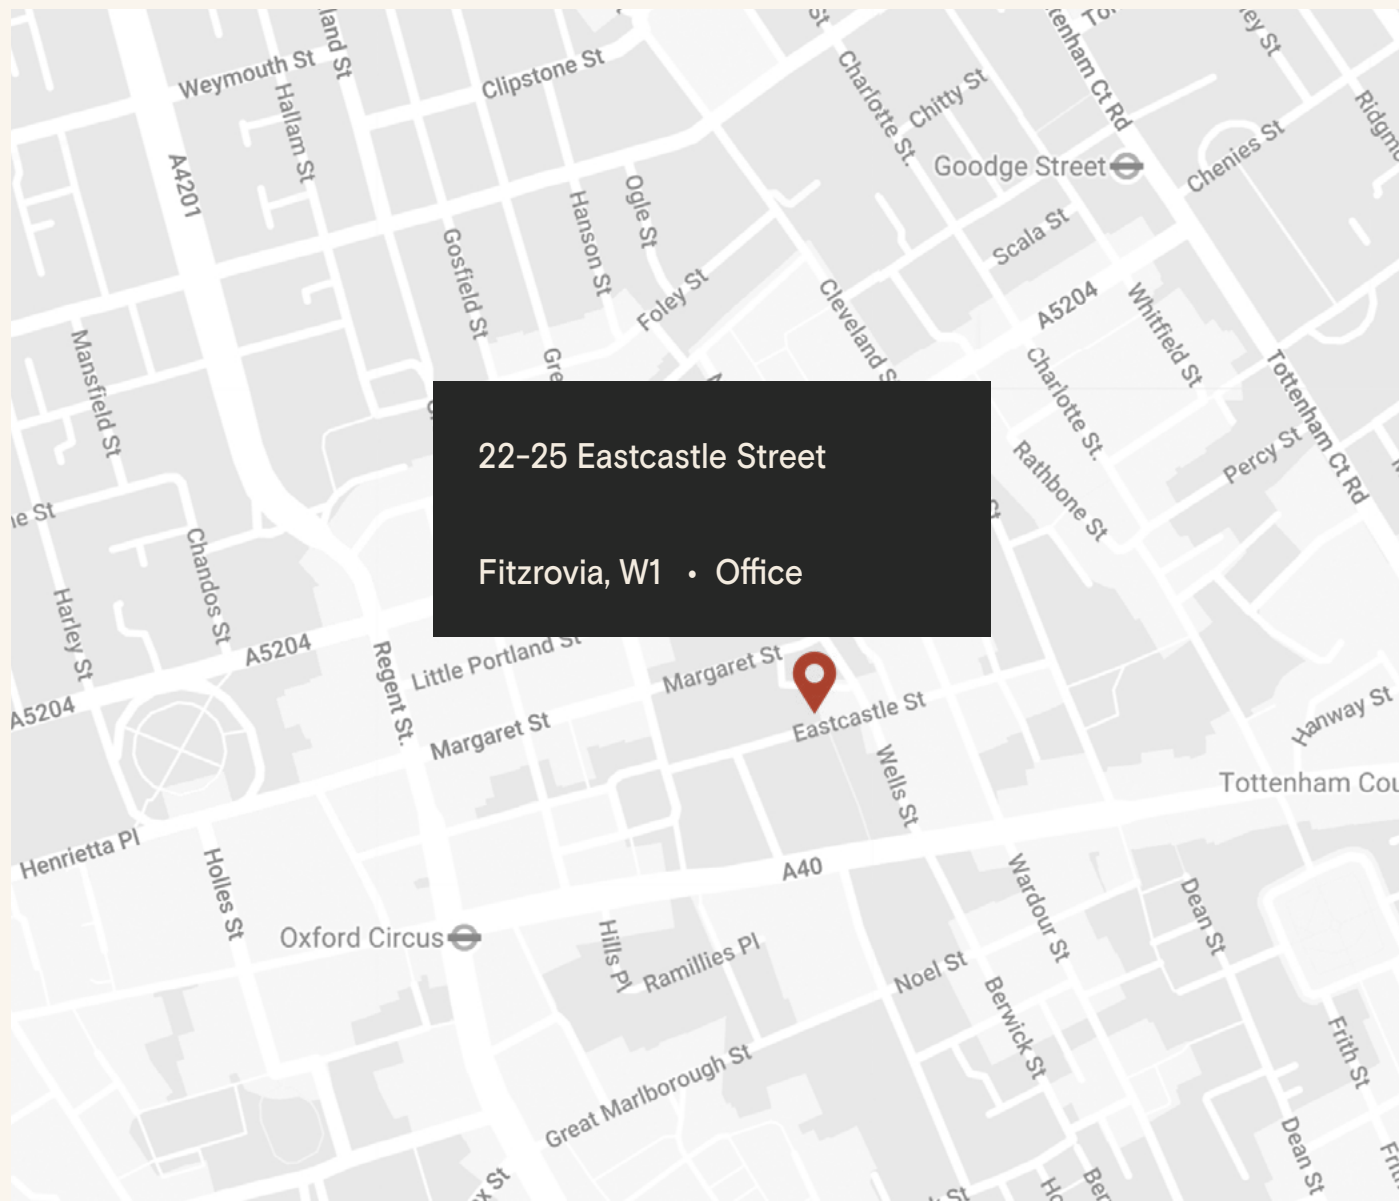 Weymouth St
Hallam St
Clipstone St
Charlotte St.
Chitty St
Tottenham Ct Rd
Goodge Street
Chenies St
A4201
Ogle St
Hanson St
Gosfield St
Foley St
Scala St
A5204
Whitfield St
Cleveland S
Mansfield St
Charlotte St.
Tottenham Ct Rd
22-25 Eastcastle Street
Rathbone St
Percy St
Fitzrovia, W1 • Office
Chandos St
Harley St
A5204
Regent St.
Little Portland St
Margaret St
Eastcastle St
A5204
Margaret St
Hanway St
Wells St
Tottenham Cou
Henrietta Pl
Holles St
A40
Wardour St
Dean St
Oxford Circus
Hills Pl
Ramillies Pl
Noel St
Berwick St
Frith St
Great Marlborough St
Dean St